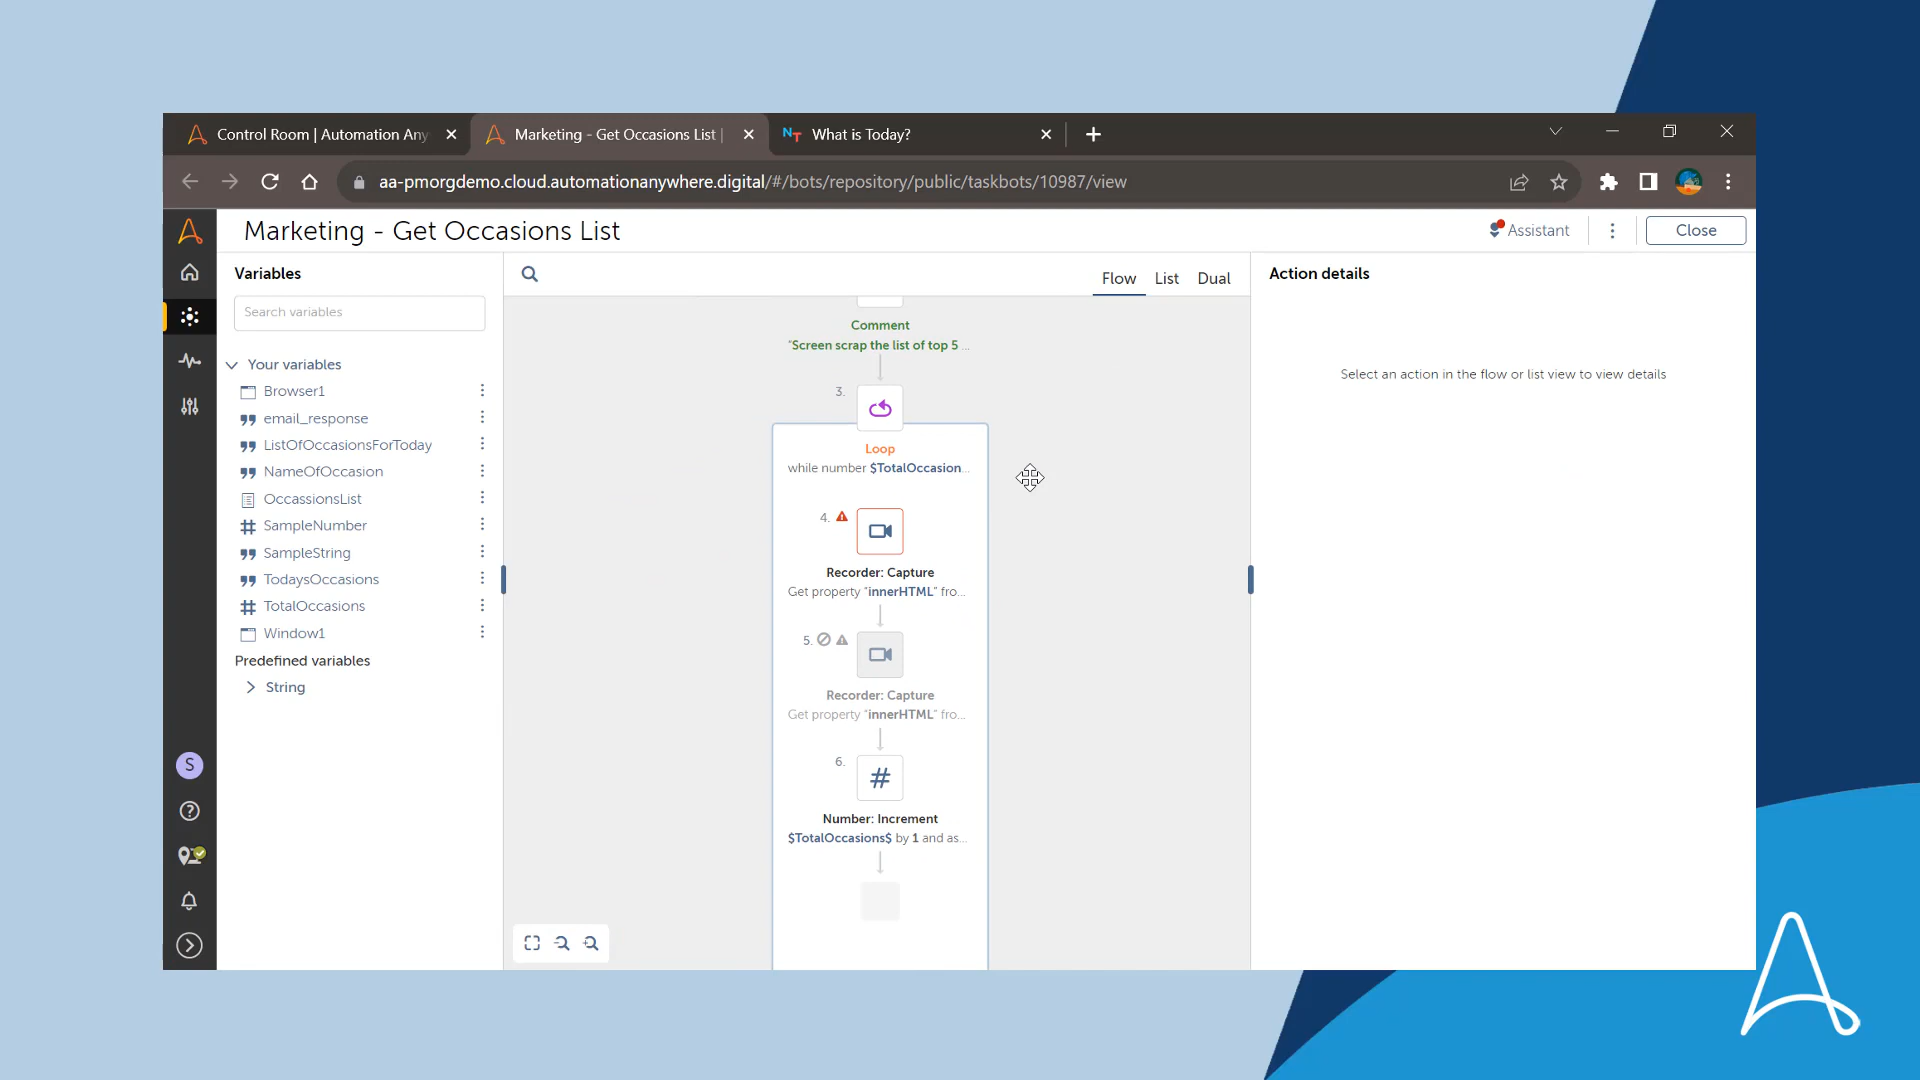 Control Room | Automation Any
Marketing - Get Occasions List |
What is Today?
aa-pmorgdemo.cloud.automationanywhere.digital/#/bots/repository/public/taskbots/10987/view
Marketing - Get Occasions List
Assistant
Close
Variables
Search variables
Your variables
Browser1
email_response
ListOfOccasionsForToday
NameOfOccasion
OccassionsList
SampleNumber
SampleString
TodaysOccasions
TotalOccasions
Window1
Predefined variables
String
S
Flow List Dual
Comment
"Screen scrap the list of top 5 ...
3.
Loop
while number $TotalOccasion...
4.
Recorder: Capture
Get property "innerHTML" fro...
5.
Recorder: Capture
Get property "innerHTML" fro...
6.
#
Number: Increment
$TotalOccasions$ by 1 and as...
Action details
Select an action in the flow or list view to view details